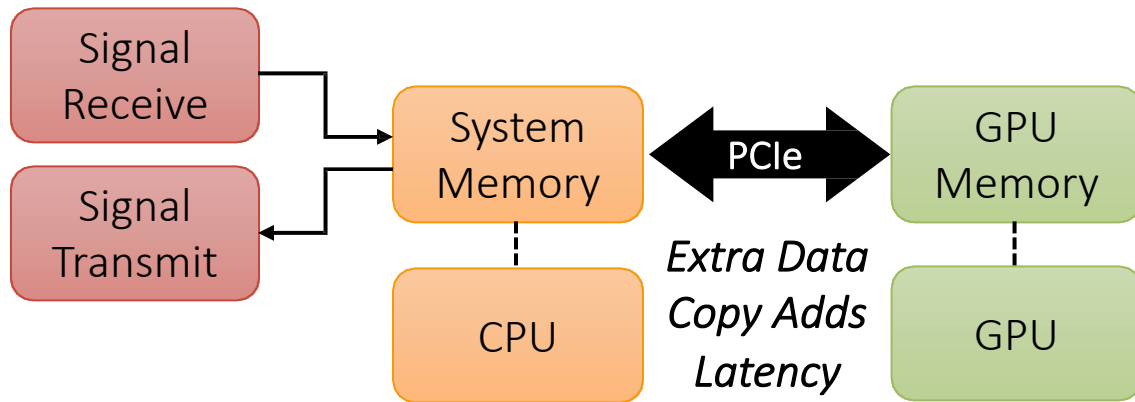 Signal
Receive
Signal
Transmit
System
Memory
CPU
PCIe
Extra Data
Copy Adds
Latency
GPU
Memory
GPU